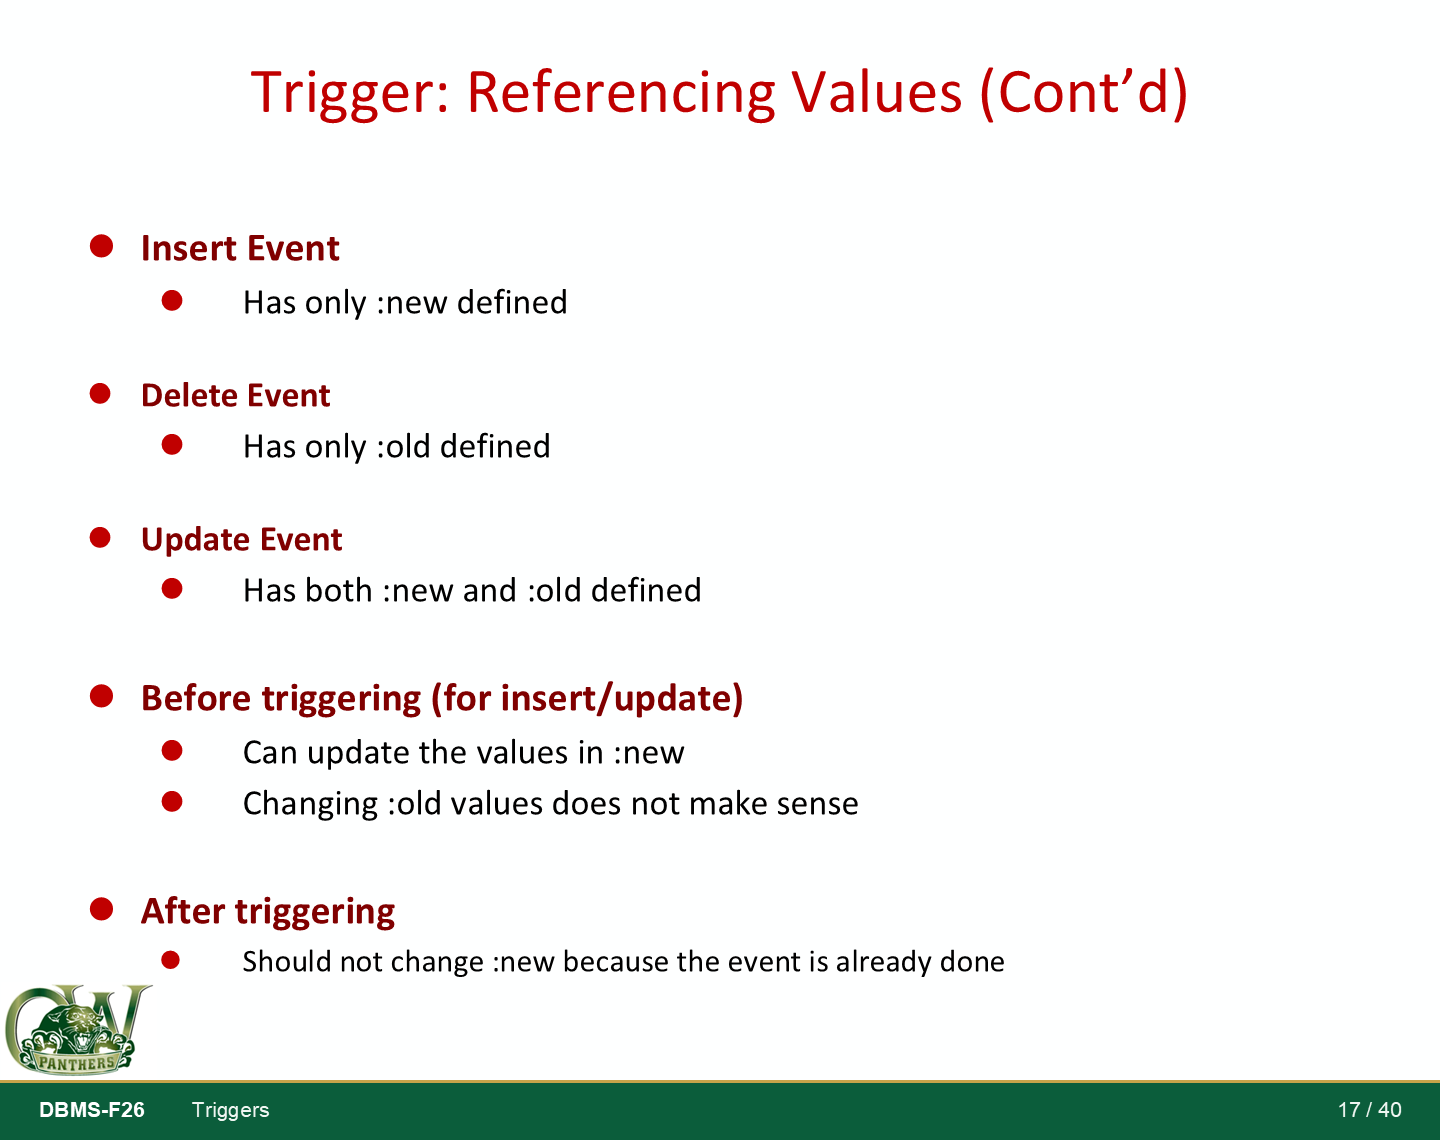 Trigger: Referencing Values (Cont’d)
Insert Event
Has only :new defined
Delete Event
Has only :old defined
Update Event
Has both :new and :old defined
Before triggering (for insert/update)
Can update the values in :new
Changing :old values does not make sense
After triggering
Should not change :new because the event is already done
OW
PANTHERS
DBMS-F26 Triggers 17 / 40